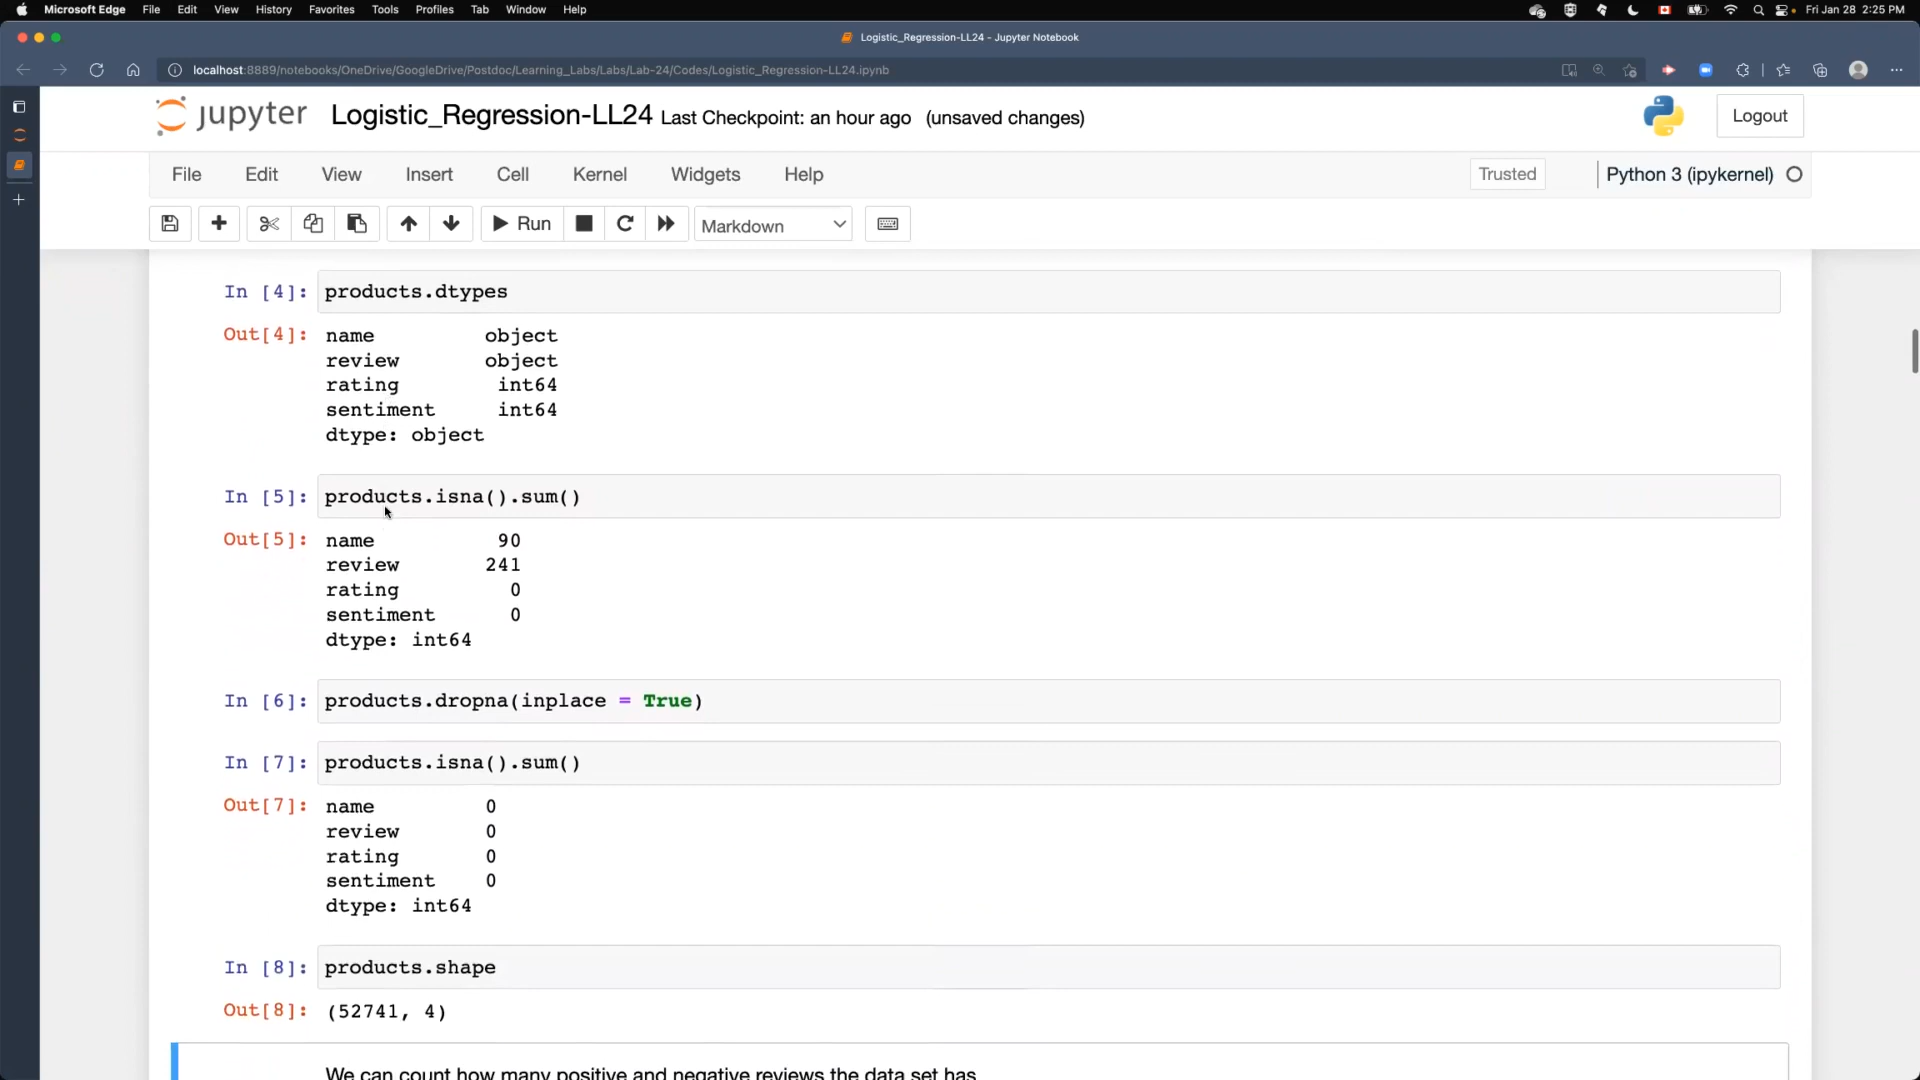 Microsoft Edge File Edit View History Favorites Tools Profiles Tab Window Help Fri Jan 28 2:25 PM
Logistic_Regression-LL24 - Jupyter Notebook
localhost:8889/notebooks/OneDrive/GoogleDrive/Postdoc/Learning_Labs/Labs/Lab-24/Codes/Logistic_Regression-LL24.ipynb
jupyter Logistic_Regression-LL24 Last Checkpoint: an hour ago (unsaved changes) Logout
File Edit View Insert Cell Kernel Widgets Help Trusted Python 3 (ipykernel)
Run Markdown
In [4]: products.dtypes
Out[4]: name object
review object
rating int64
sentiment int64
dtype: object
In [5]: products.isna().sum()
Out[5]: name 90
review 241
rating 0
sentiment 0
dtype: int64
In [6]: products.dropna(inplace = True)
In [7]: products.isna().sum()
Out[7]: name 0
review 0
rating 0
sentiment 0
dtype: int64
In [8]: products.shape
Out[8]: (52741, 4)
We can count how many positive and negative reviews the data set has